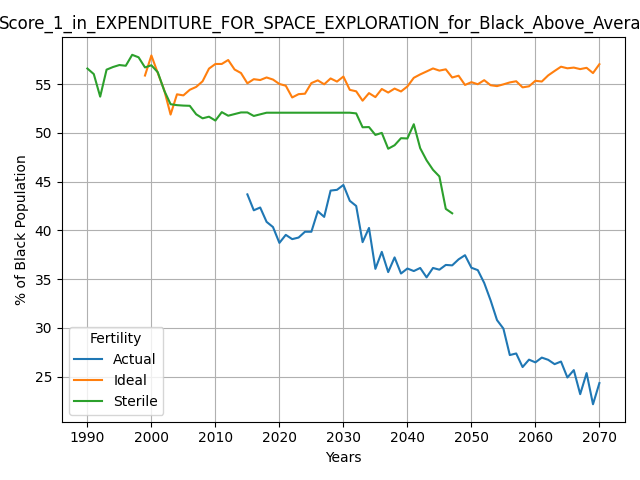 Score_1_in_EXPENDITURE_FOR_SPACE_EXPLORATION_for_Black_Above_Avera
% of Black Population
55
50
45
40
35
30
25
Fertility
Actual
Ideal
Sterile
1990 2000 2010 2020 2030 2040 2050 2060 2070
Years